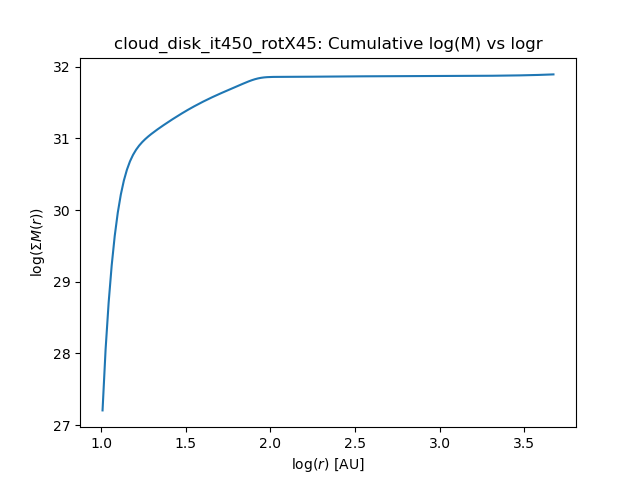 cloud_disk_it450_rotX45: Cumulative log(M) vs logr
32
31
30
29
28
27
log(ΣM(r))
1.0 1.5 2.0 2.5 3.0 3.5
log(r) [AU]